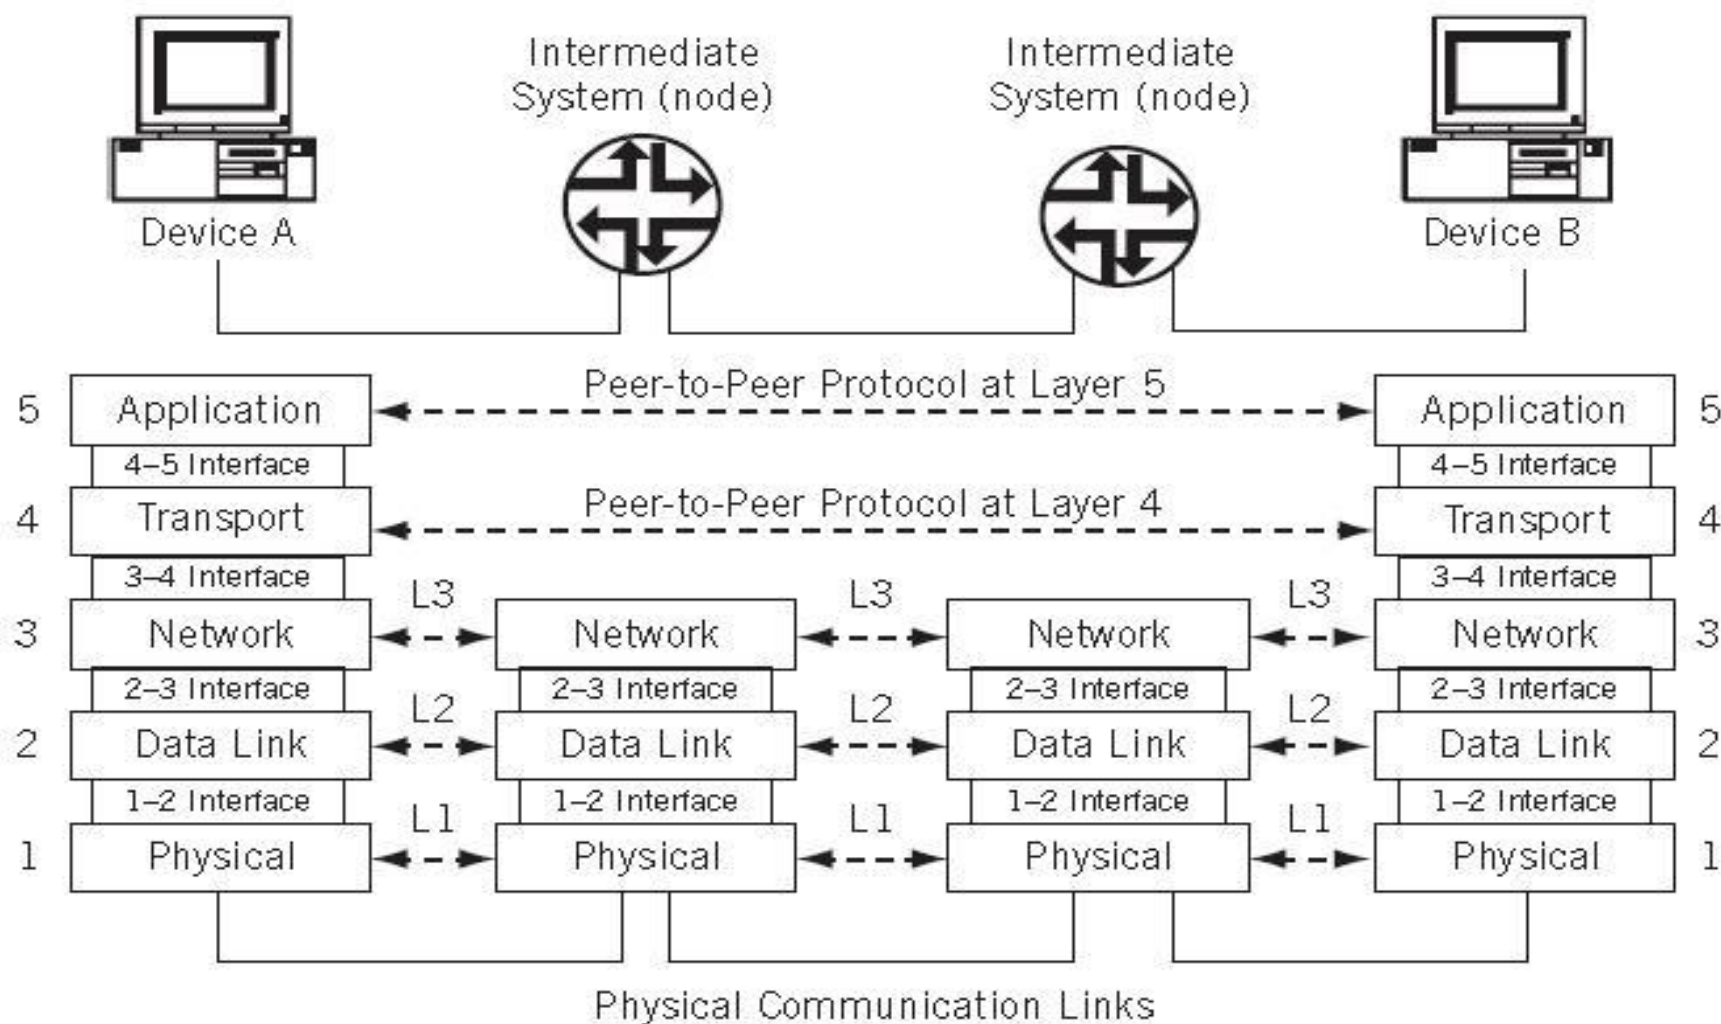 Intermediate
System (node)
Intermediate
System (node)
Device A
Device B
Peer-to-Peer Protocol at Layer 5
5 Application Application 5
4–5 Interface 4–5 Interface
Peer-to-Peer Protocol at Layer 4
4 Transport Transport 4
3–4 Interface 3–4 Interface
L3 L3 L3
3 Network Network Network Network 3
2–3 Interface 2–3 Interface 2–3 Interface 2–3 Interface
L2 L2 L2
2 Data Link Data Link Data Link Data Link 2
1–2 Interface 1–2 Interface 1–2 Interface 1–2 Interface
L1 L1 L1
1 Physical Physical Physical Physical 1
Physical Communication Links